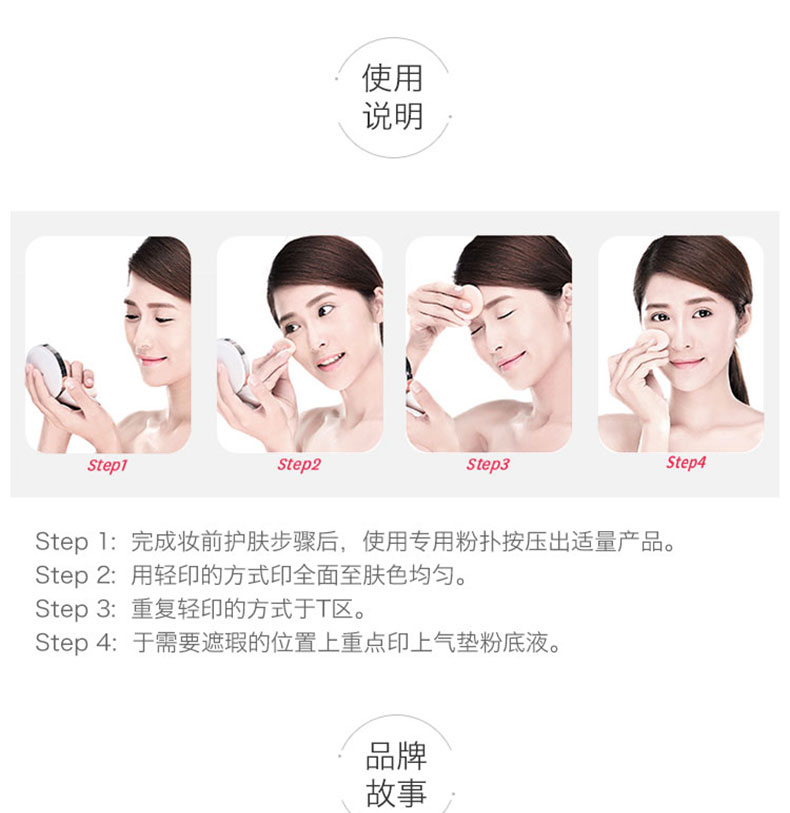 使用
说明
Step1
Step2
Step3
Step4
Step 1: 完成妆前护肤步骤后，使用专用粉扑按压出适量产品。
Step 2: 用轻印的方式印全面至肤色均匀。
Step 3: 重复轻印的方式于T区。
Step 4: 于需要遮瑕的位置上重点印上气垫粉底液。
品牌
故事